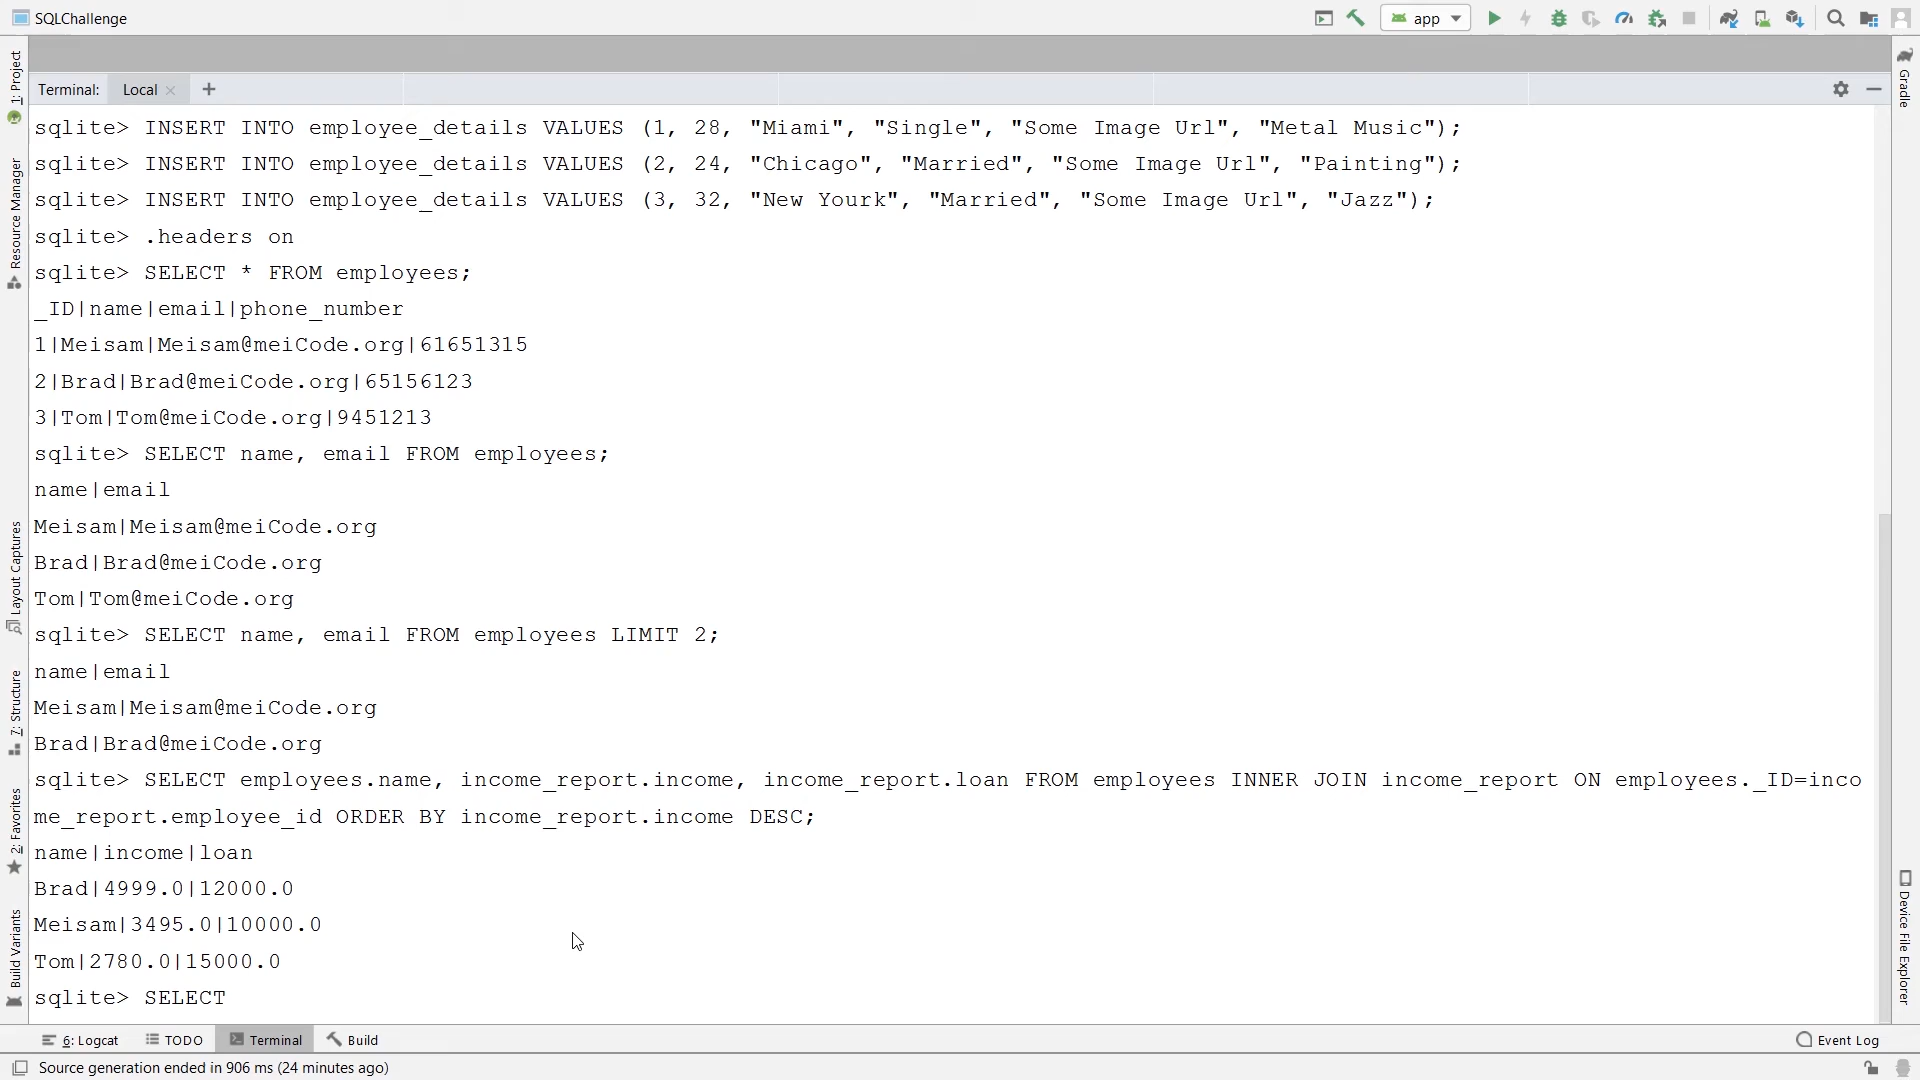 SQLChallenge
app
1: Project
Resource Manager
Layout Captures
7: Structure
2: Favorites
Build Variants
Gradle
Device File Explorer
Terminal: Local
sqlite> INSERT INTO employee_details VALUES (1, 28, "Miami", "Single", "Some Image Url", "Metal Music");
sqlite> INSERT INTO employee_details VALUES (2, 24, "Chicago", "Married", "Some Image Url", "Painting");
sqlite> INSERT INTO employee_details VALUES (3, 32, "New Yourk", "Married", "Some Image Url", "Jazz");
sqlite> .headers on
sqlite> SELECT * FROM employees;
_ID|name|email|phone_number
1|Meisam|Meisam@meiCode.org|61651315
2|Brad|Brad@meiCode.org|65156123
3|Tom|Tom@meiCode.org|9451213
sqlite> SELECT name, email FROM employees;
name|email
Meisam|Meisam@meiCode.org
Brad|Brad@meiCode.org
Tom|Tom@meiCode.org
sqlite> SELECT name, email FROM employees LIMIT 2;
name|email
Meisam|Meisam@meiCode.org
Brad|Brad@meiCode.org
sqlite> SELECT employees.name, income_report.income, income_report.loan FROM employees INNER JOIN income_report ON employees._ID=inco
me_report.employee_id ORDER BY income_report.income DESC;
name|income|loan
Brad|4999.0|12000.0
Meisam|3495.0|10000.0
Tom|2780.0|15000.0
sqlite> SELECT
6: Logcat TODO Terminal Build Event Log
Source generation ended in 906 ms (24 minutes ago)